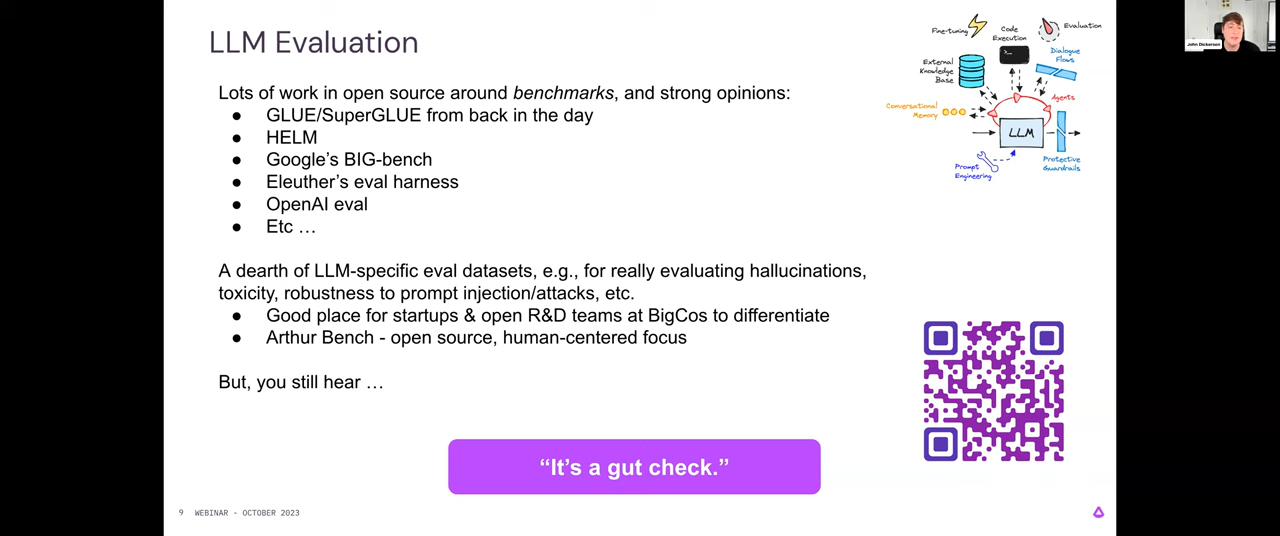 LLM Evaluation
Lots of work in open source around benchmarks, and strong opinions:
● GLUE/SuperGLUE from back in the day
● HELM
● Google’s BIG-bench
● Eleuther’s eval harness
● OpenAI eval
● Etc …
A dearth of LLM-specific eval datasets, e.g., for really evaluating hallucinations,
toxicity, robustness to prompt injection/attacks, etc.
● Good place for startups & open R&D teams at BigCos to differentiate
● Arthur Bench - open source, human-centered focus
But, you still hear …
“It’s a gut check.”
9 WEBINAR - OCTOBER 2023
Fine-tuning
Code
Execution
Evaluation
External
Knowledge
Base
Dialogue
Flows
Conversational
Memory
Agents
LLM
Prompt
Engineering
Protective
Guardrails
John Dickerson